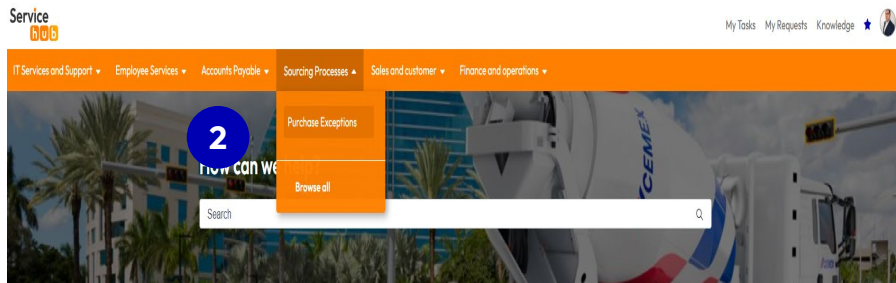 Service
hub
My Tasks My Requests Knowledge
IT Services and Support Employee Services Accounts Payable Sourcing Processes Sales and customer Finance and operations
Purchase Exceptions
2
How can we help?
Browse all
Search
CEMEX